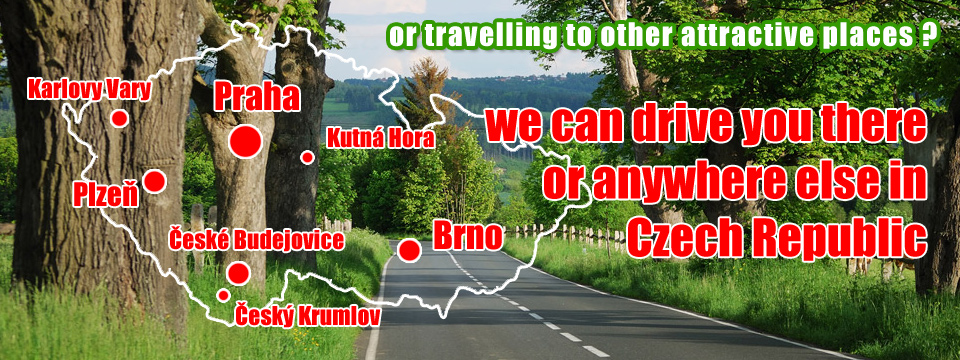 or travelling to other attractive places ?
Karlovy Vary
Praha
Kutná Hora
we can drive you there
or anywhere else in
Czech Republic
Plzeň
České Budejovice
Brno
Český Krumlov